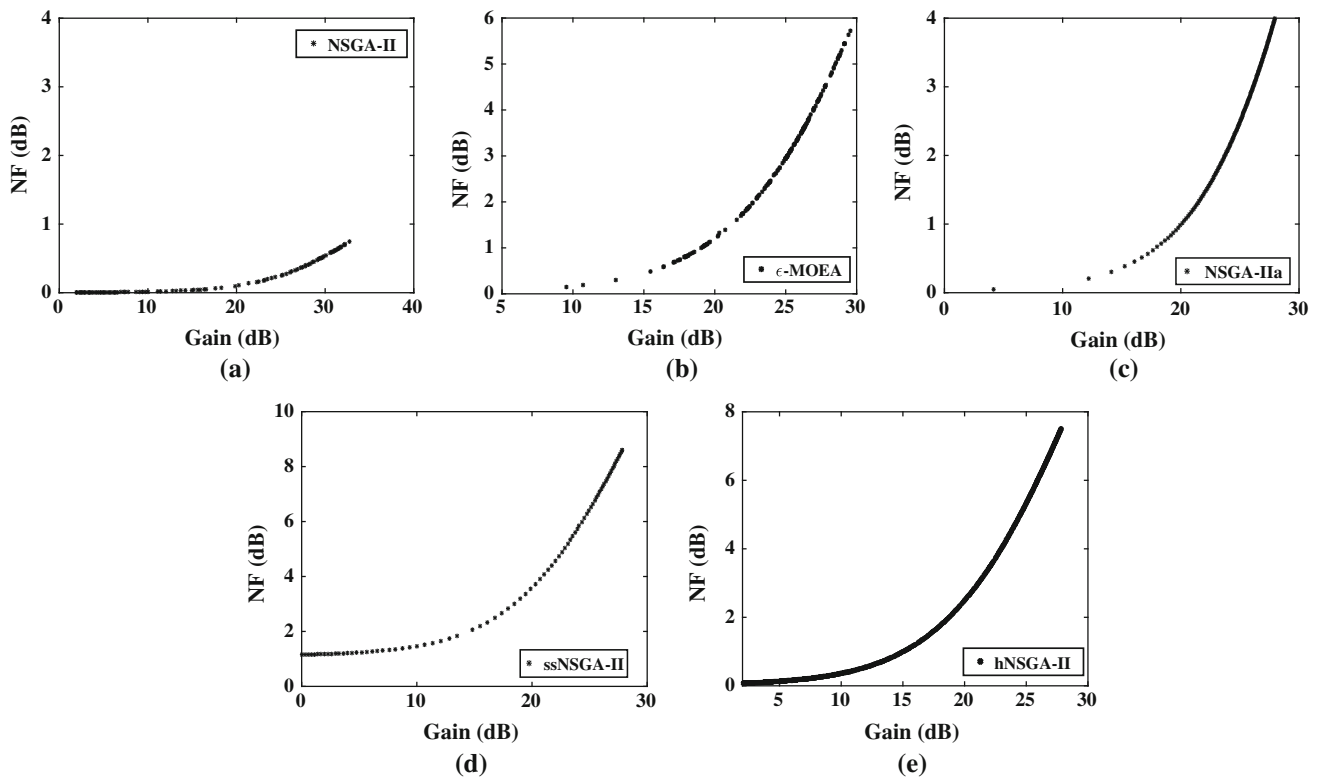 NSGA-II
4
3
2
1
0
0
10
20
30
40
NF (dB)
Gain (dB)
(a)
ϵ-MOEA
6
5
4
3
2
1
0
5
10
15
20
25
30
NF (dB)
Gain (dB)
(b)
NSGA-IIa
4
3
2
1
0
0
10
20
30
NF (dB)
Gain (dB)
(c)
ssNSGA-II
10
8
6
4
2
0
0
10
20
30
NF (dB)
Gain (dB)
(d)
hNSGA-II
8
6
4
2
0
5
10
15
20
25
30
NF (dB)
Gain (dB)
(e)